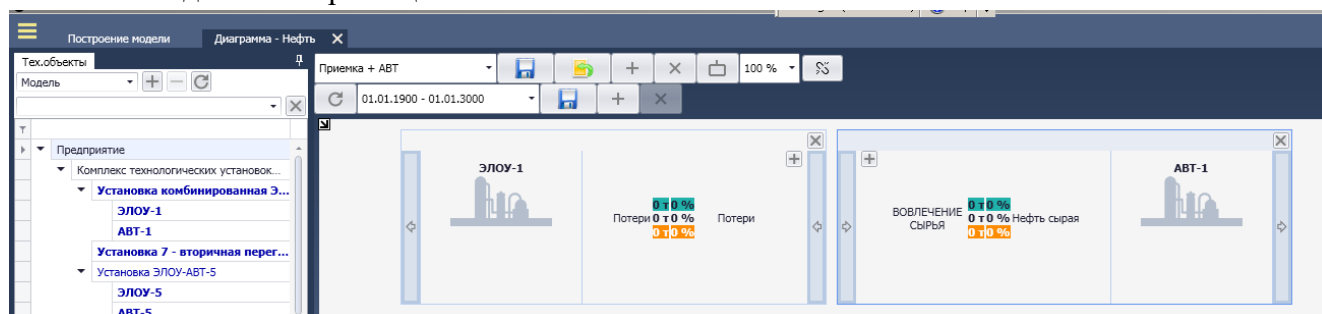 Построение модели
Диаграмма - Нефть
Тех.объекты
Приемка + АВТ
100 %
Модель
01.01.1900 - 01.01.3000
Предприятие
Комплекс технологических установок...
Установка комбинированная Э...
ЭЛОУ-1
АВТ-1
Установка 7 - вторичная перег...
Установка ЭЛОУ-АВТ-5
ЭЛОУ-5
АВТ-5
ЭЛОУ-1
0 т 0 %
Потери 0 т 0 % Потери
0 т 0 %
АВТ-1
0 т 0 %
ВОВЛЕЧЕНИЕ СЫРЬЯ 0 т 0 % Нефть сырая
0 т 0 %